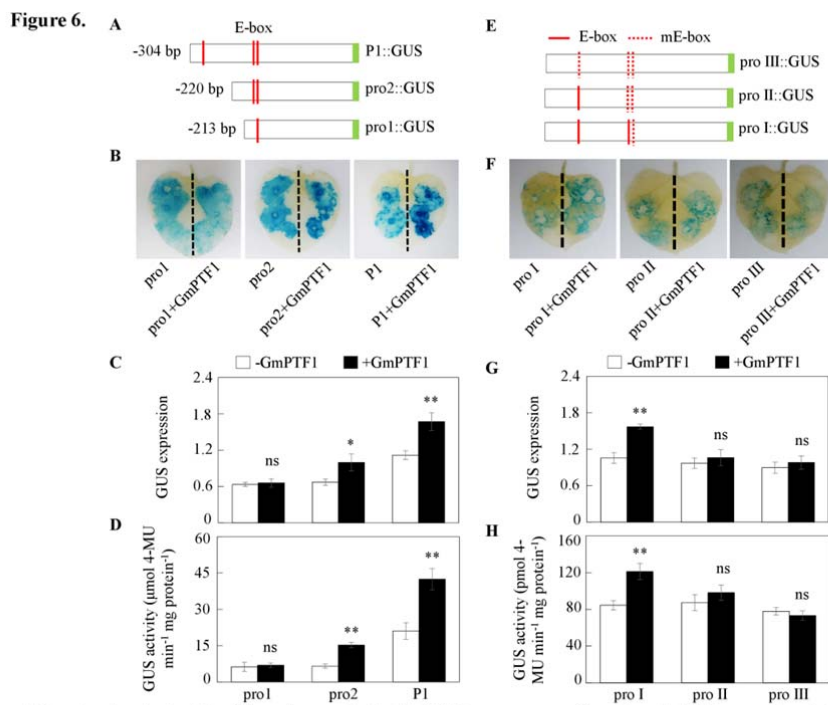 Figure 6.
A
E-box
-304 bp
P1::GUS
-220 bp
pro2::GUS
-213 bp
pro1::GUS
B
pro1
pro1+GmPTF1
pro2
pro2+GmPTF1
P1
P1+GmPTF1
C
-GmPTF1
+GmPTF1
GUS expression
2.4
1.8
1.2
0.6
0
ns
*
**
D
GUS activity (µmol 4-MU
min⁻¹ mg protein⁻¹)
60
45
30
15
0
ns
**
**
pro1
pro2
P1
E
E-box
mE-box
pro III::GUS
pro II::GUS
pro I::GUS
F
pro I
pro I+GmPTF1
pro II
pro II+GmPTF1
pro III
pro III+GmPTF1
G
-GmPTF1
+GmPTF1
GUS expression
2.4
1.8
1.2
0.6
0
**
ns
ns
H
GUS activity (pmol 4-
MU min⁻¹ mg protein⁻¹)
160
120
80
40
0
**
ns
ns
pro I
pro II
pro III